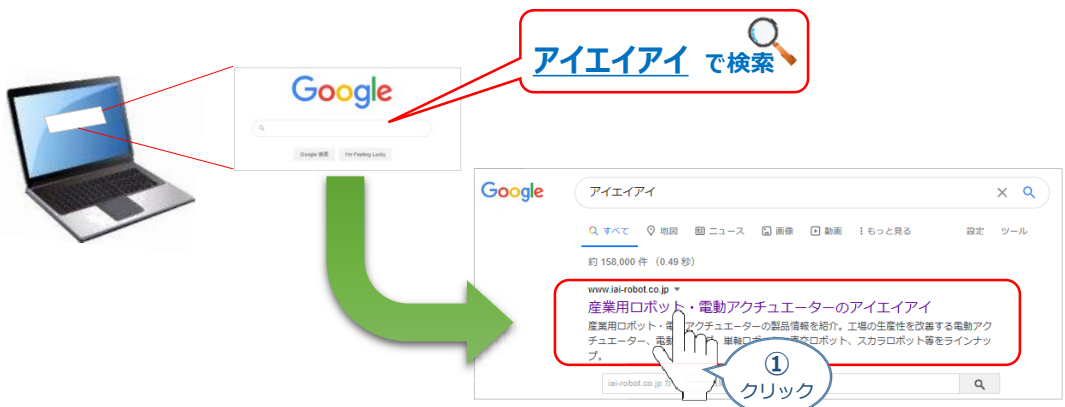 アイエイアイ で検索
Google
Google 検索 I'm Feeling Lucky
Google アイエイアイ
すべて 地図 ニュース 画像 動画 もっと見る 設定 ツール
約 158,000 件 （0.49 秒）
www.iai-robot.co.jp
産業用ロボット・電動アクチュエーターのアイエイアイ
産業用ロボット・電 アクチュエーターの製品情報を紹介。工場の生産性を改善する電動アク
チュエーター、電動 単軸ロ 直交ロボット、スカラロボット等をラインナッ
プ。
iai-robot.co.jp
①
クリック